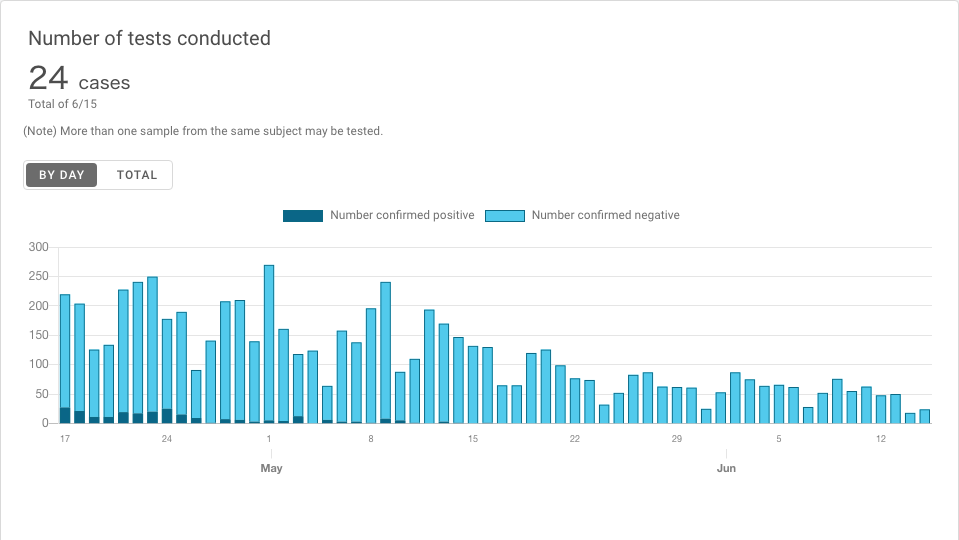 Number of tests conducted
24 cases
Total of 6/15
(Note) More than one sample from the same subject may be tested.
BY DAY TOTAL
Number confirmed positive Number confirmed negative
300
250
200
150
100
50
0
17 24 1 8 15 22 29 5 12
May Jun